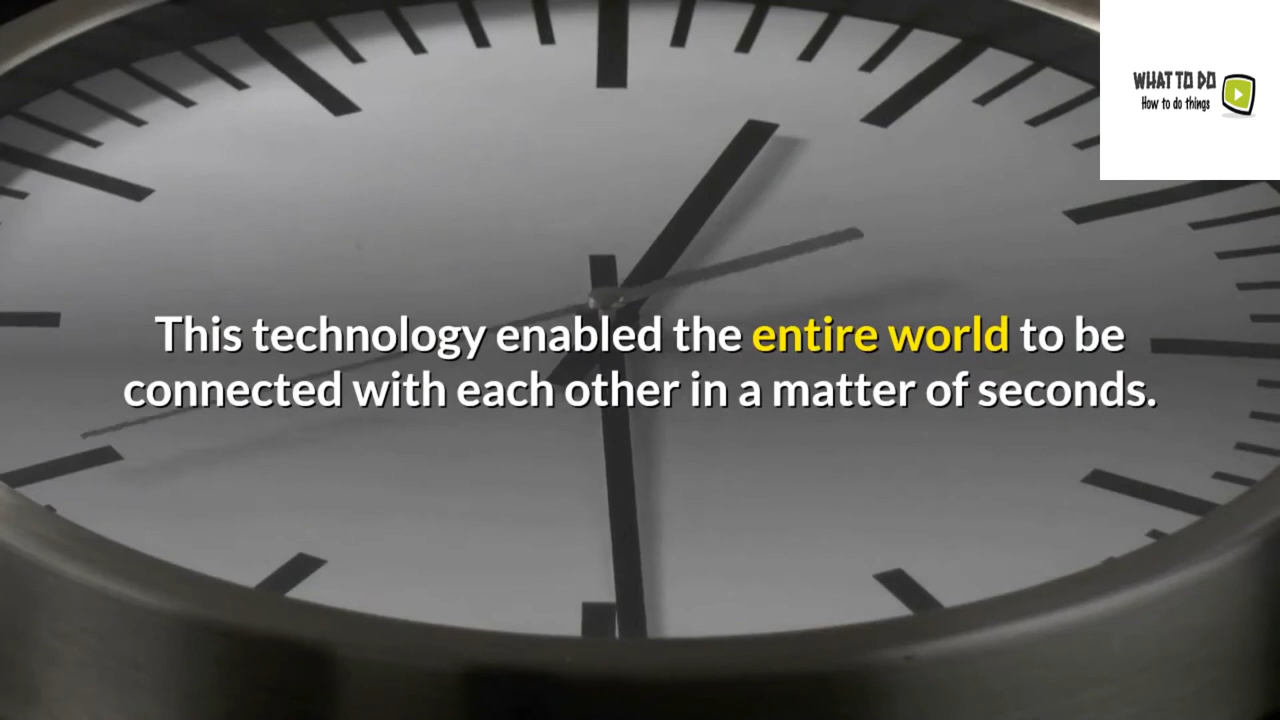 WHAT TO DO
How to do things
This technology enabled the entire world to be
connected with each other in a matter of seconds.